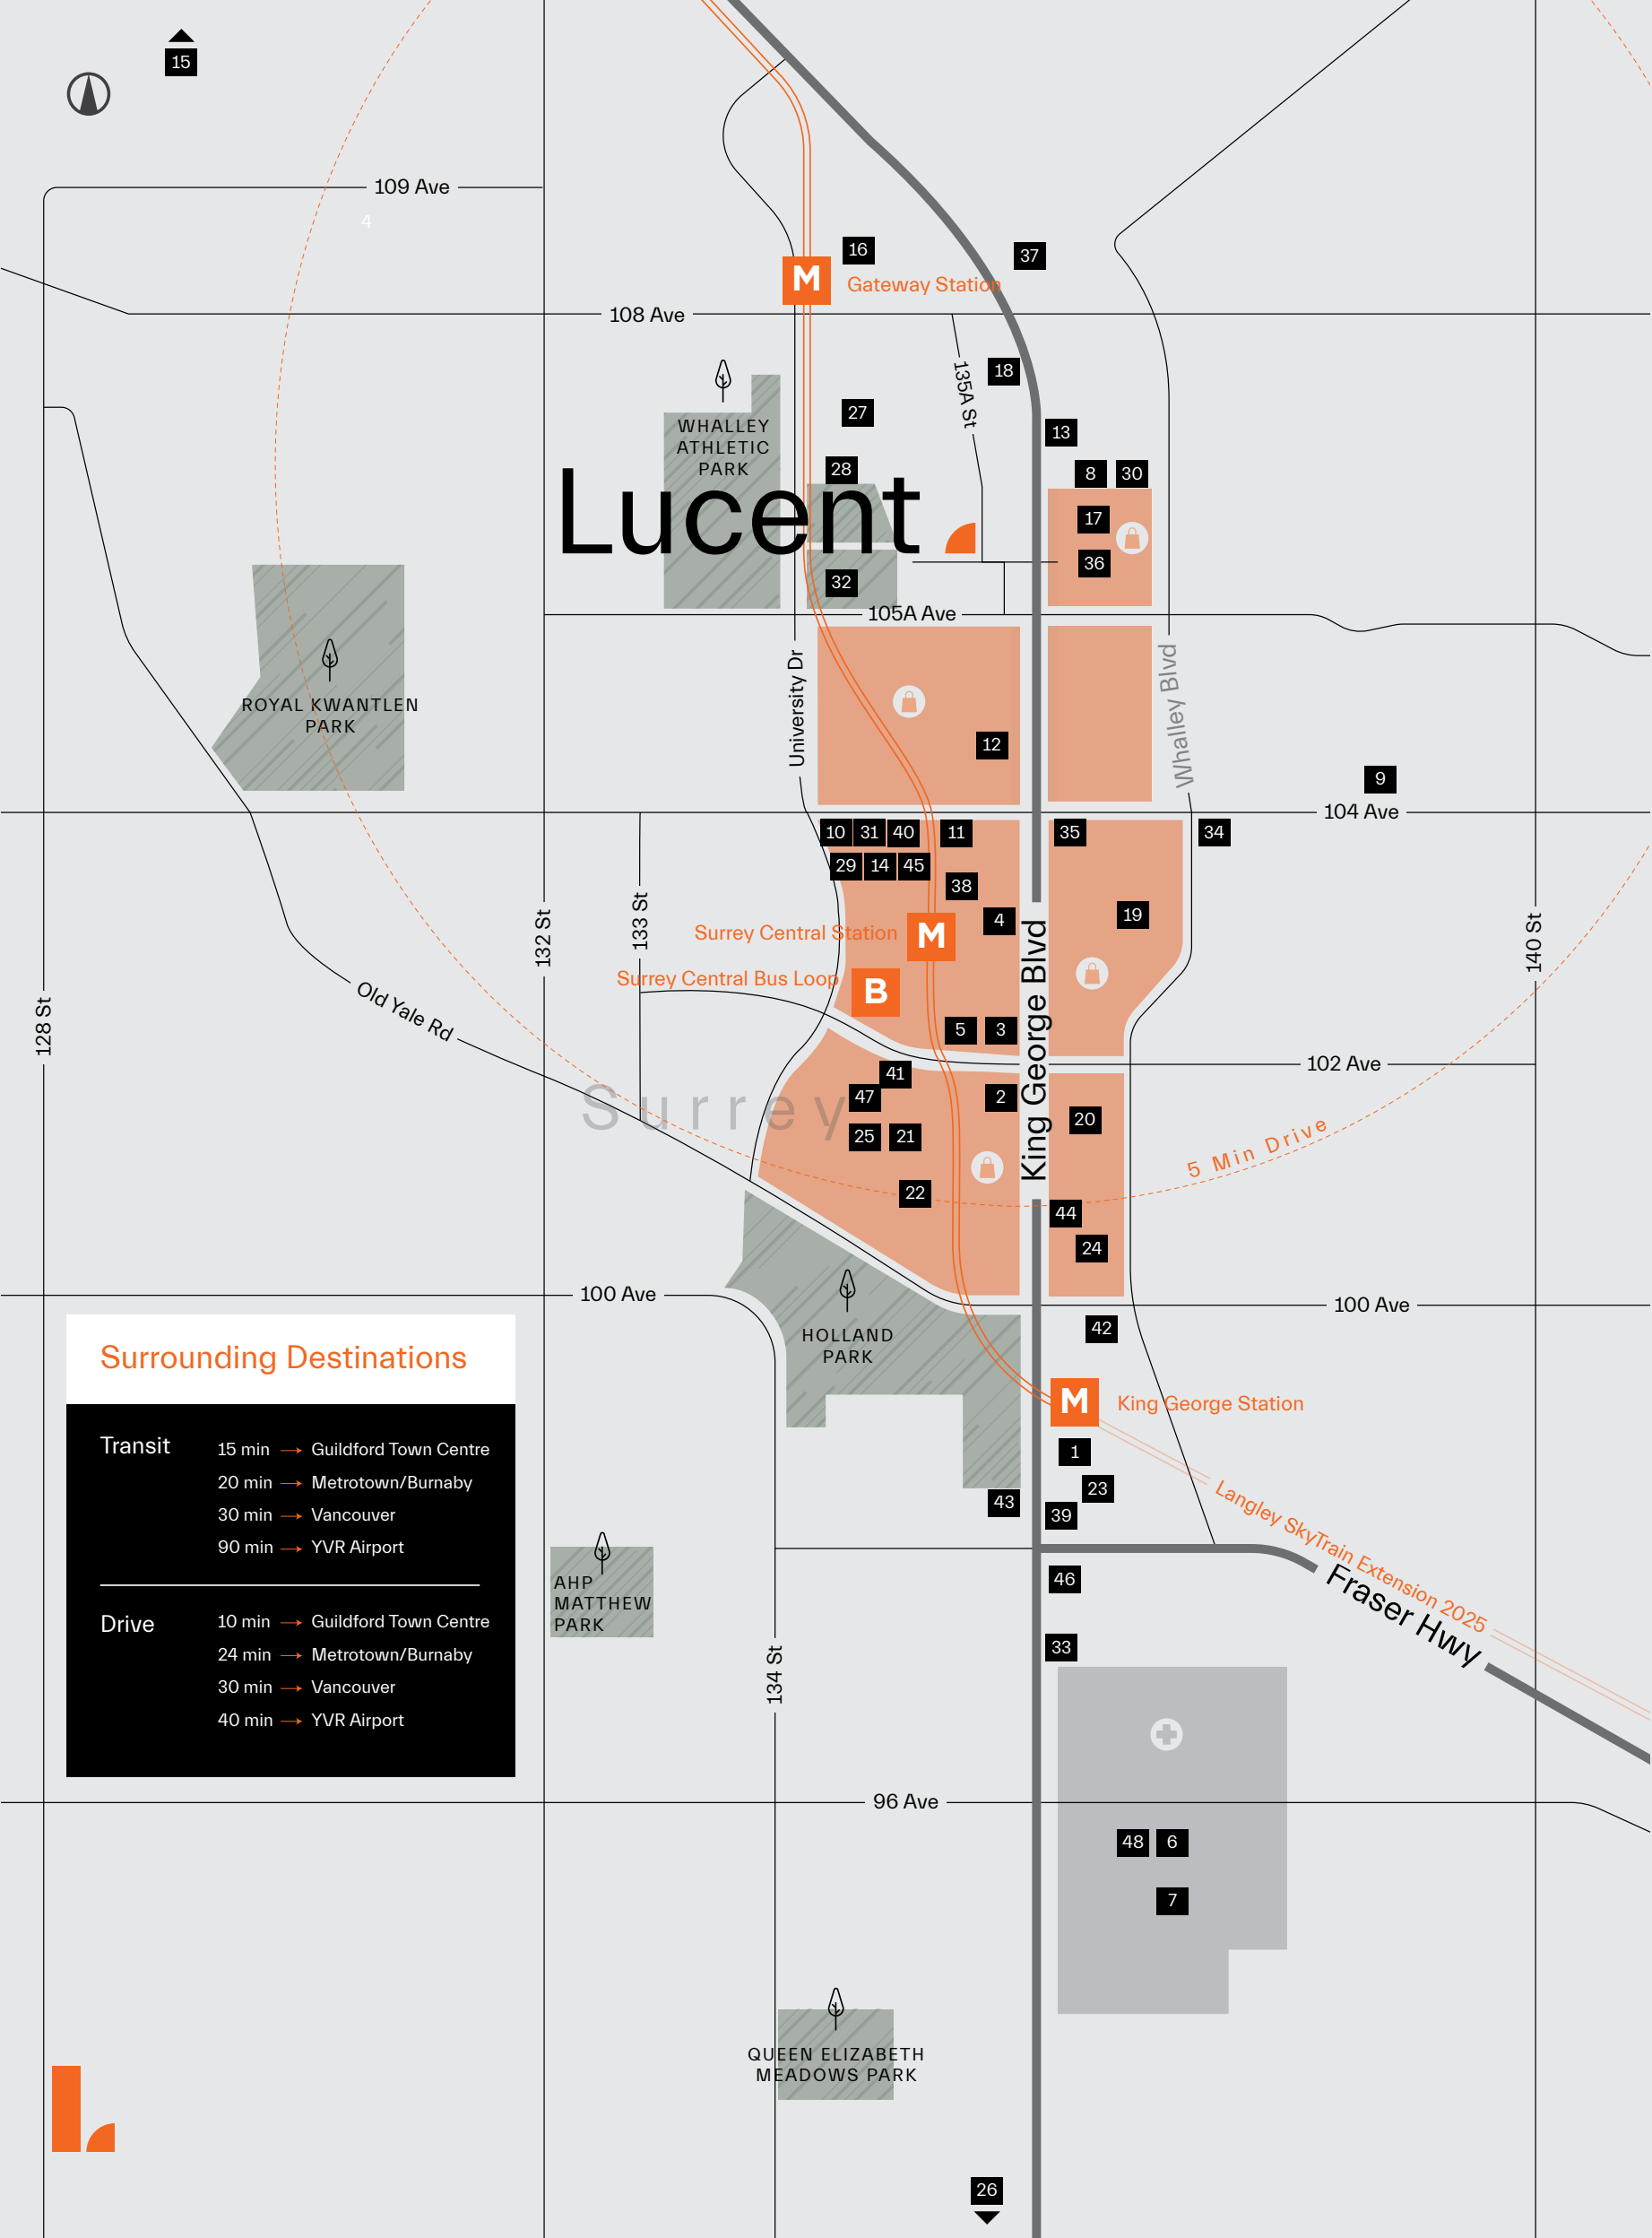 15
109 Ave
4
16
37
M
Gateway Station
108 Ave
18
135A St
27
WHALLEY
ATHLETIC
PARK
13
28
8
30
Lucent
17
36
32
105A Ave
ROYAL KWANTLEN
PARK
University Dr
Whalley Blvd
12
9
104 Ave
10
31
40
11
35
34
29
14
45
38
4
19
132 St
133 St
140 St
Surrey Central Station
M
Surrey Central Bus Loop
B
King George Blvd
128 St
Old Yale Rd
5
3
102 Ave
41
47
2
Surrey
20
25
21
5 Min Drive
22
44
24
100 Ave
100 Ave
42
HOLLAND
PARK
M
King George Station
1
23
43
39
Langley SkyTrain Extension 2025
Fraser Hwy
46
AHP
MATTHEW
PARK
33
134 St
Surrounding Destinations
Transit
15 min → Guildford Town Centre
20 min → Metrotown/Burnaby
30 min → Vancouver
90 min → YVR Airport
Drive
10 min → Guildford Town Centre
24 min → Metrotown/Burnaby
30 min → Vancouver
40 min → YVR Airport
96 Ave
48
6
7
QUEEN ELIZABETH
MEADOWS PARK
26